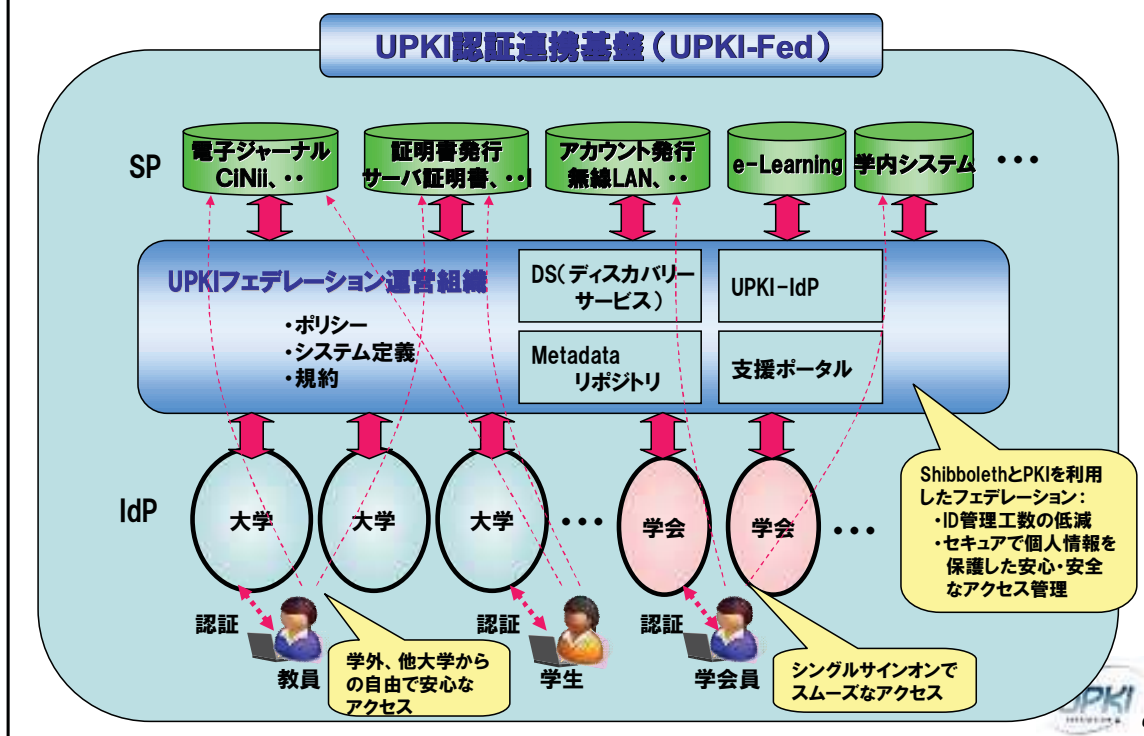 UPKI認証連携基盤(UPKI-Fed)
SP
電子ジャーナル
CiNii、・・
証明書発行
サーバ証明書、・・
アカウント発行
無線LAN、・・
e-Learning
学内システム
・・・
UPKIフェデレーション運営組織
・ポリシー
・システム定義
・規約
DS(ディスカバリー
サービス)
UPKI-IdP
Metadata
リポジトリ
支援ポータル
IdP
大学
大学
大学
・・・
学会
学会
・・・
ShibbolethとPKIを利用
したフェデレーション:
・ID管理工数の低減
・セキュアで個人情報を
保護した安心・安全
なアクセス管理
認証
教員
学外、他大学から
の自由で安心な
アクセス
認証
学生
認証
学会員
シングルサインオンで
スムーズなアクセス
UPKI